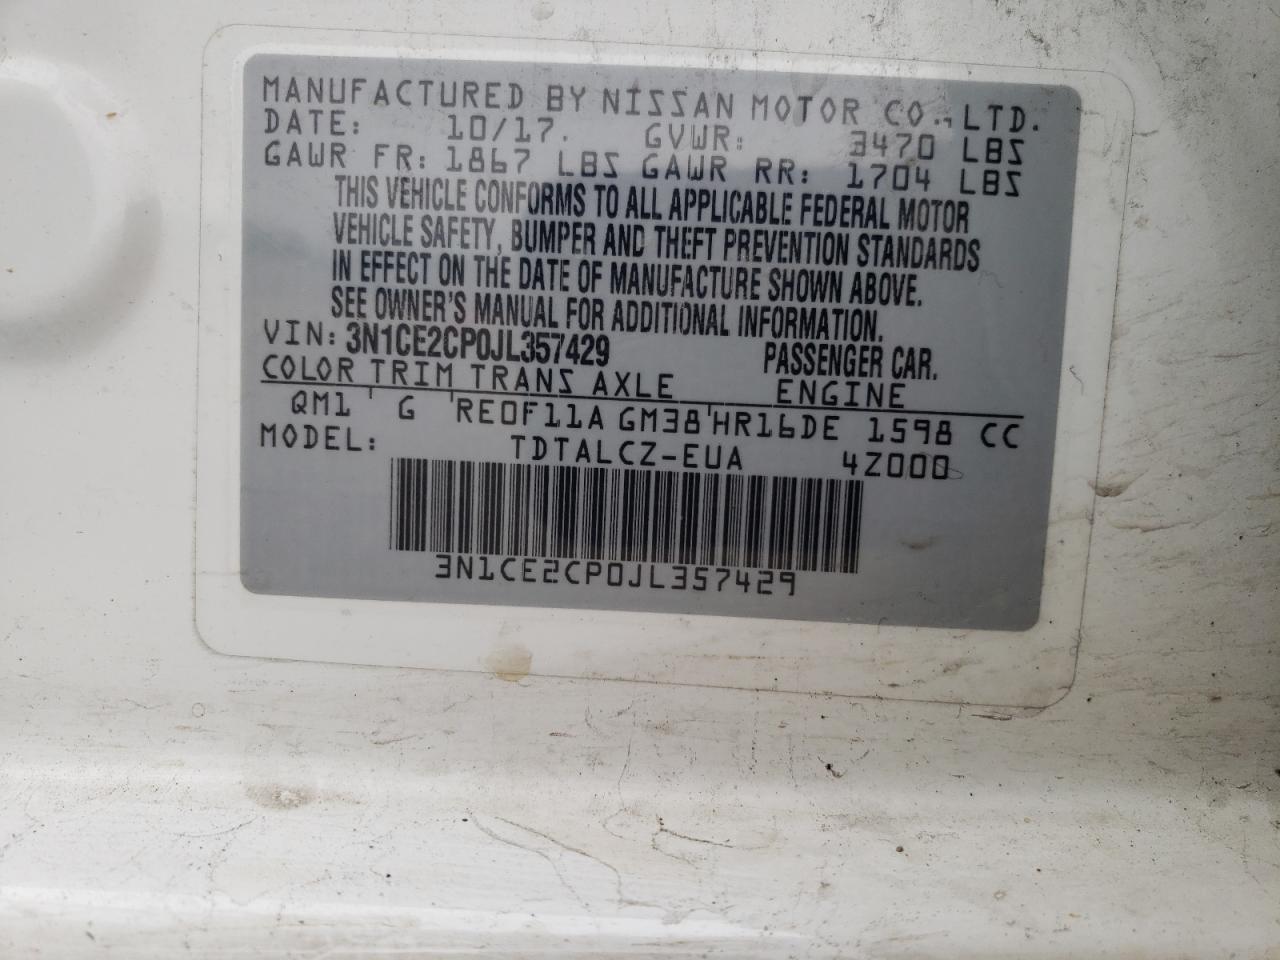 MANUFACTURED BY NISSAN MOTOR CO., LTD.
DATE: 10/17. GVWR: 3470 LBS
GAWR FR: 1867 LBS GAWR RR: 1704 LBS
THIS VEHICLE CONFORMS TO ALL APPLICABLE FEDERAL MOTOR
VEHICLE SAFETY, BUMPER AND THEFT PREVENTION STANDARDS
IN EFFECT ON THE DATE OF MANUFACTURE SHOWN ABOVE.
SEE OWNER'S MANUAL FOR ADDITIONAL INFORMATION.
VIN: 3N1CE2CP0JL357429 PASSENGER CAR.
COLOR TRIM TRANS AXLE ENGINE
QM1 G RE0F11A GM38 HR16DE 1598 CC
MODEL: TDTALCZ-EUA 4Z000
3N1CE2CP0JL357429